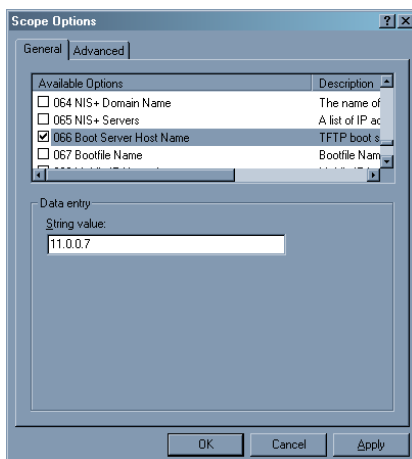 Scope Options
General Advanced
Available Options Description
064 NIS+ Domain Name The name of
065 NIS+ Servers A list of IP ac
066 Boot Server Host Name TFTP boot s
067 Bootfile Name Bootfile Nam
Data entry
String value:
11.0.0.7
OK Cancel Apply